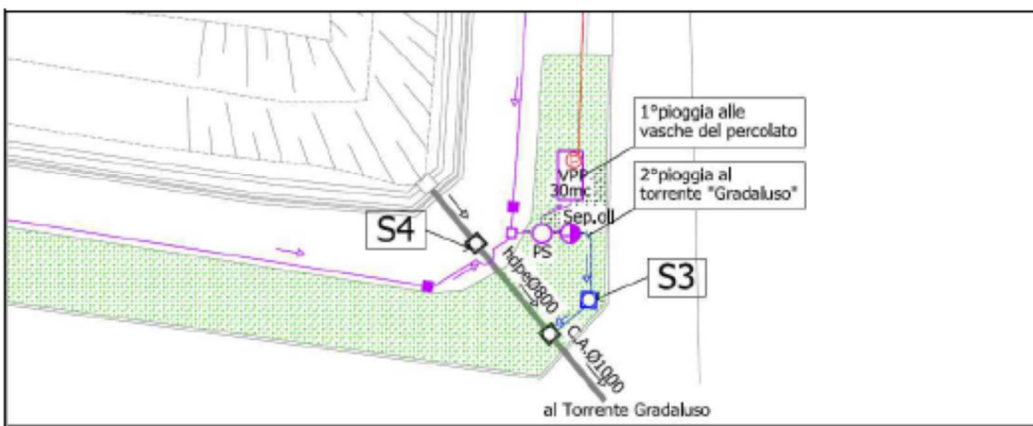 1°pioggia alle
vasche del percolato
2°pioggia al
torrente "Gradaluso"
VPP
30mc
Sep.oli
PS
S4
S3
hdpeØ800
C.A.Ø1000
al Torrente Gradaluso